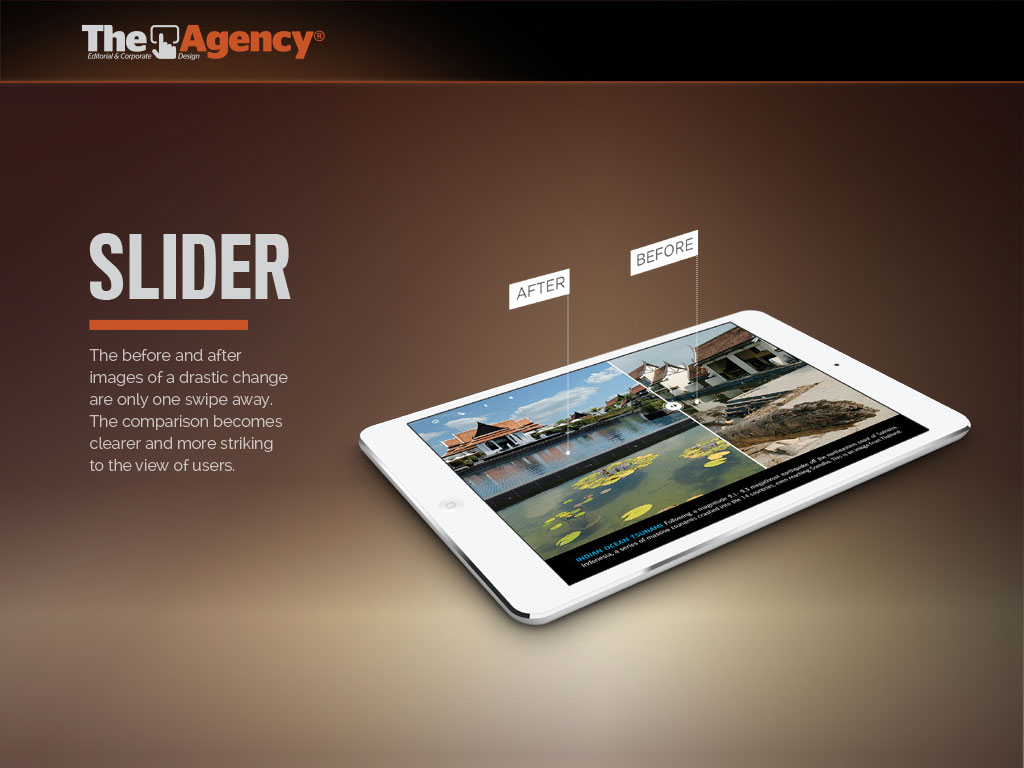 The Agency®
Editorial & Corporate Design
SLIDER
The before and after
images of a drastic change
are only one swipe away.
The comparison becomes
clearer and more striking
to the view of users.
AFTER
BEFORE
INDIAN OCEAN TSUNAMI Following a magnitude 9.1- 9.3 megathrust earthquake off the northwestern coast of Sumatra
Indonesia, a series of massive tsunamis crashed into the 14 countries, even reaching Somalia. This is an image from Thailand.